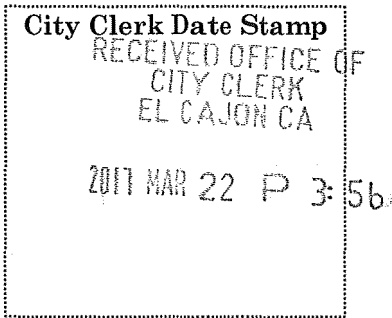 City Clerk Date Stamp
RECEIVED OFFICE OF
CITY CLERK
EL CAJON CA
2017 MAR 22 P 3:56